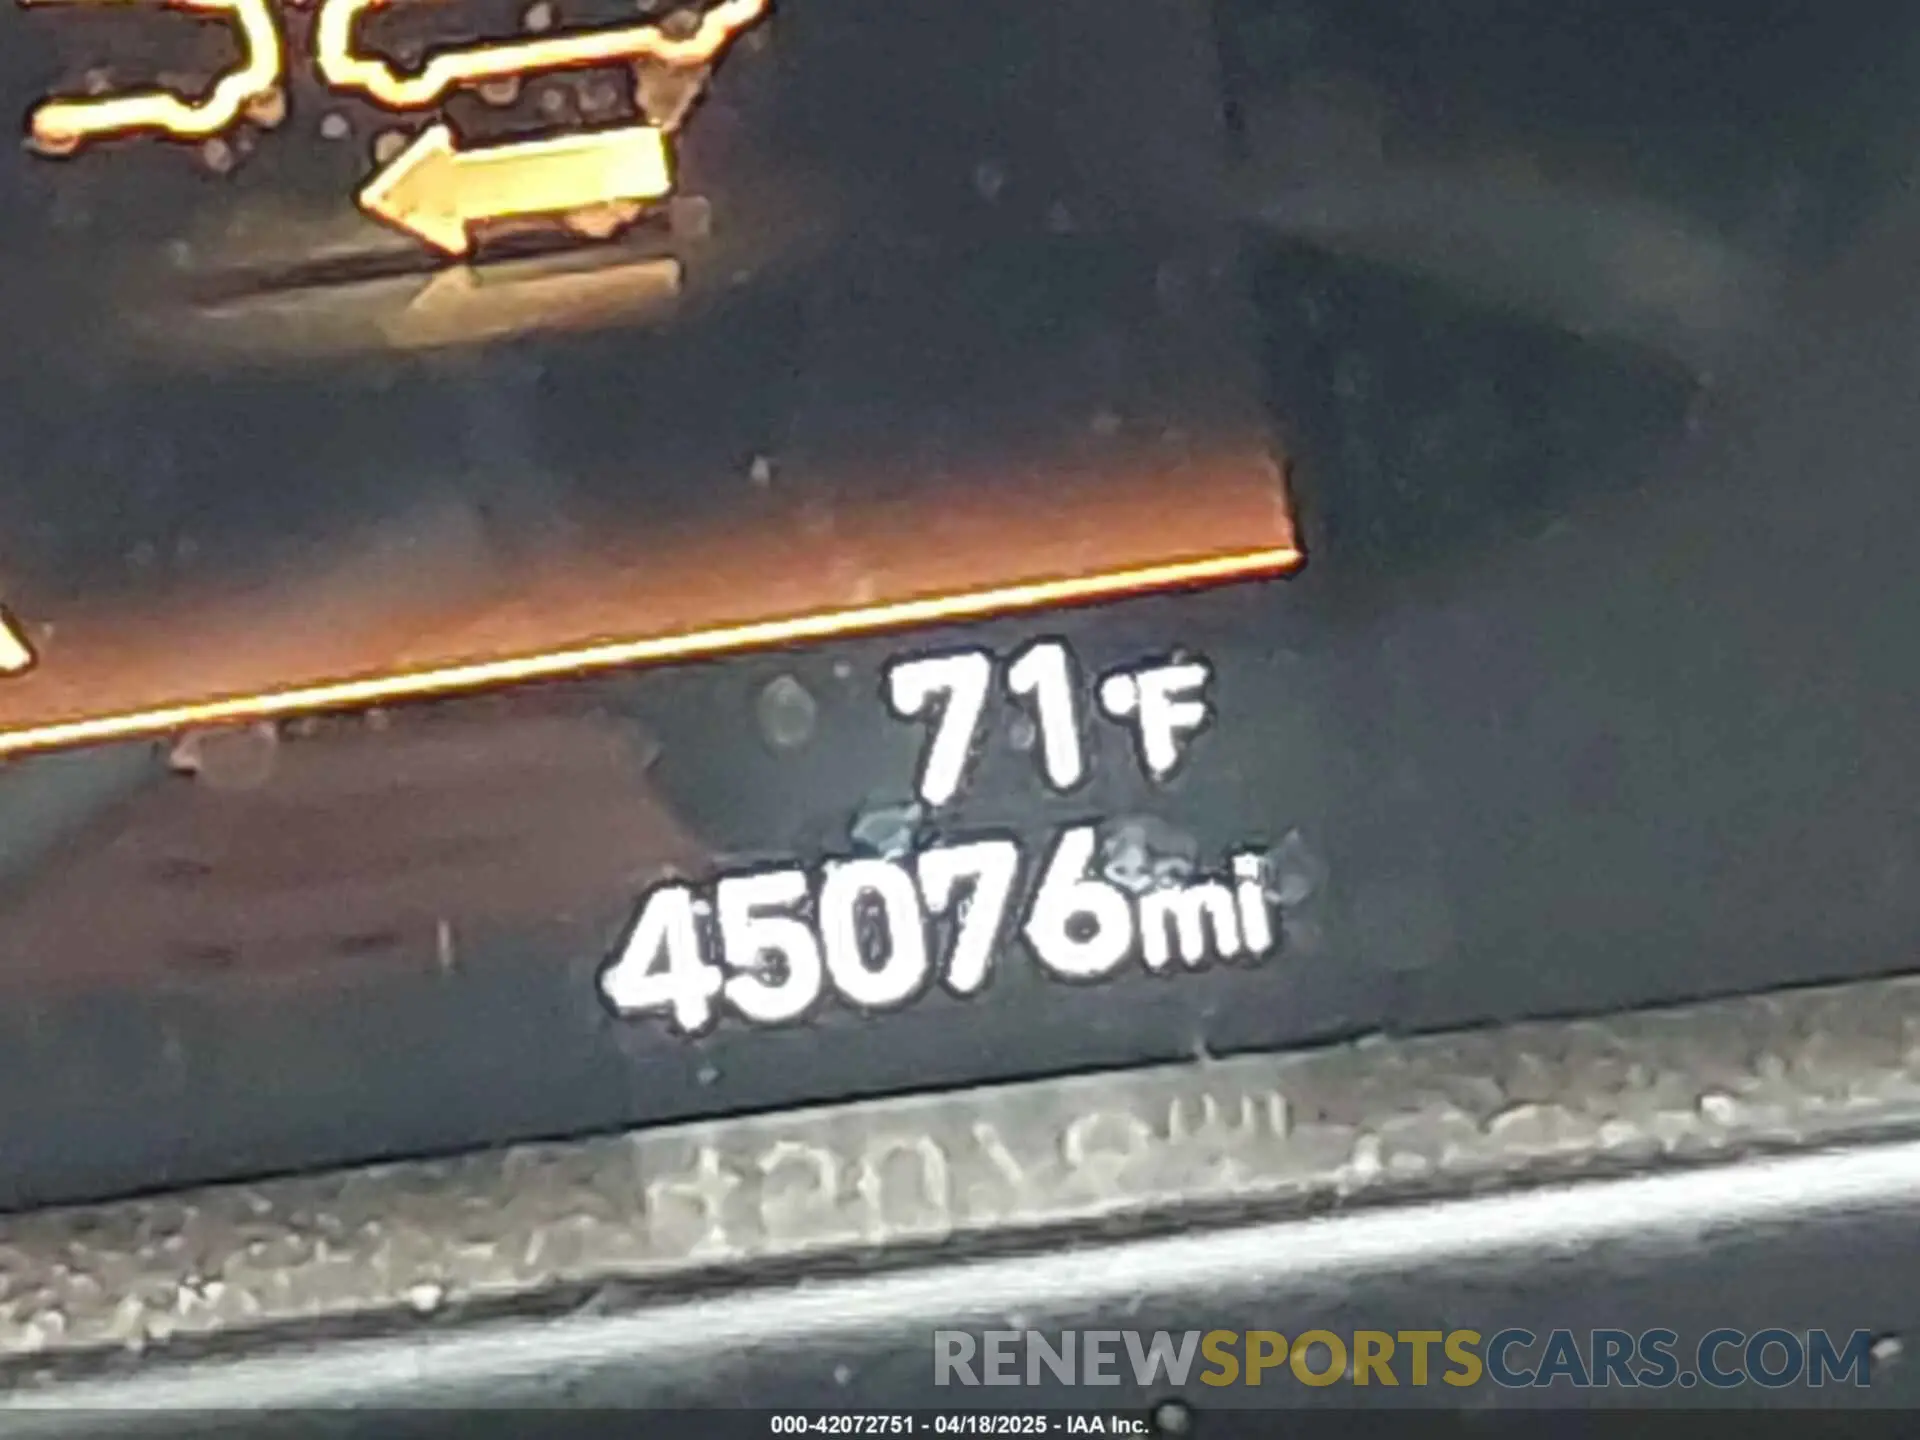 71°F
45076mi
RENEWSPORTSCARS.COM
000-42072751 - 04/18/2025 - IAA Inc.